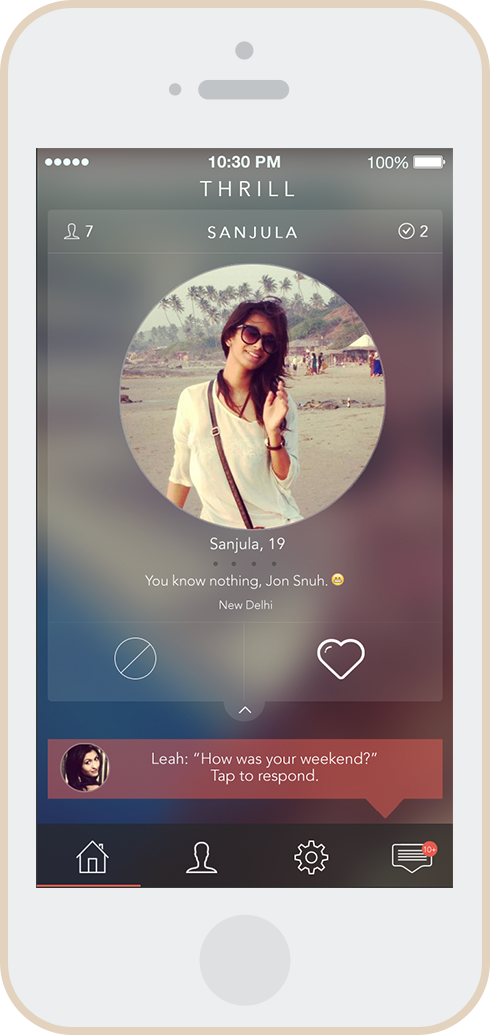 10:30 PM 100%
THRILL
7 SANJULA 2
Sanjula, 19
You know nothing, Jon Snuh. 😁
New Delhi
Leah: “How was your weekend?”
Tap to respond.
10+